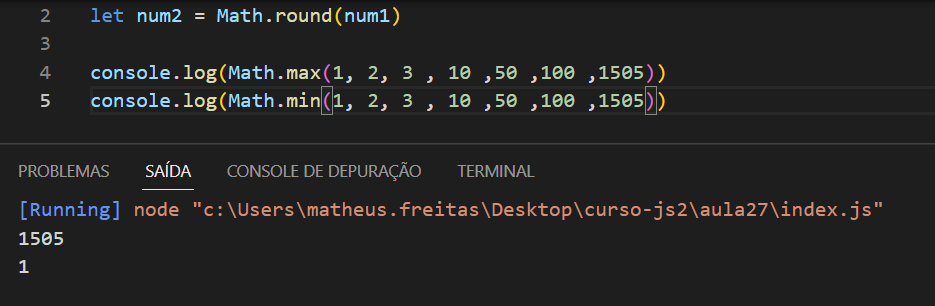 2 let num2 = Math.round(num1)
3
4 console.log(Math.max(1, 2, 3 , 10 ,50 ,100 ,1505))
5 console.log(Math.min(1, 2, 3 , 10 ,50 ,100 ,1505))
PROBLEMAS SAÍDA CONSOLE DE DEPURAÇÃO TERMINAL
[Running] node "c:\Users\matheus.freitas\Desktop\curso-js2\aula27\index.js"
1505
1